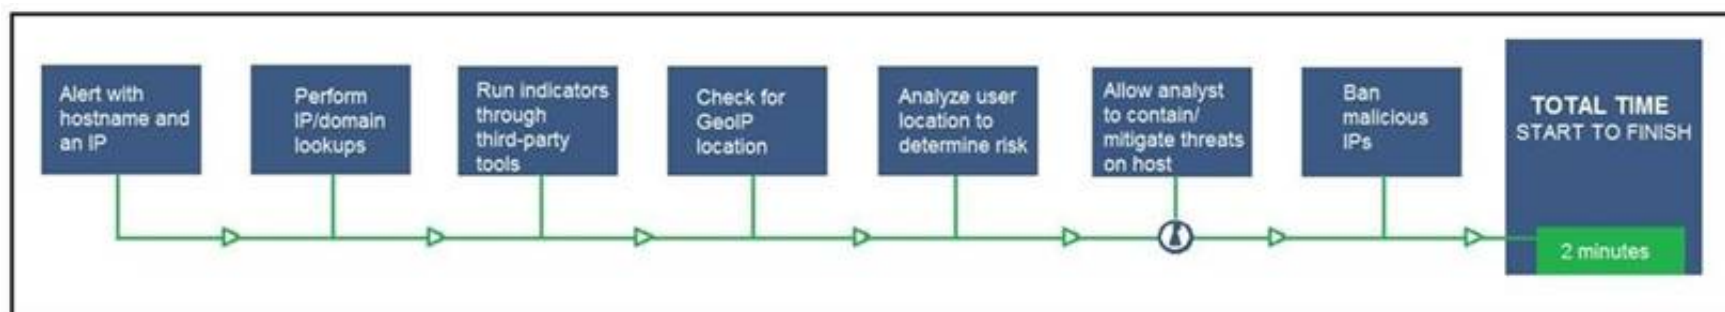 Alert with
hostname and
an IP
Perform
IP/domain
lookups
Run indicators
through
third-party
tools
Check for
GeoIP
location
Analyze user
location to
determine risk
Allow analyst
to contain/
mitigate threats
on host
Ban
malicious
IPs
TOTAL TIME
START TO FINISH
2 minutes